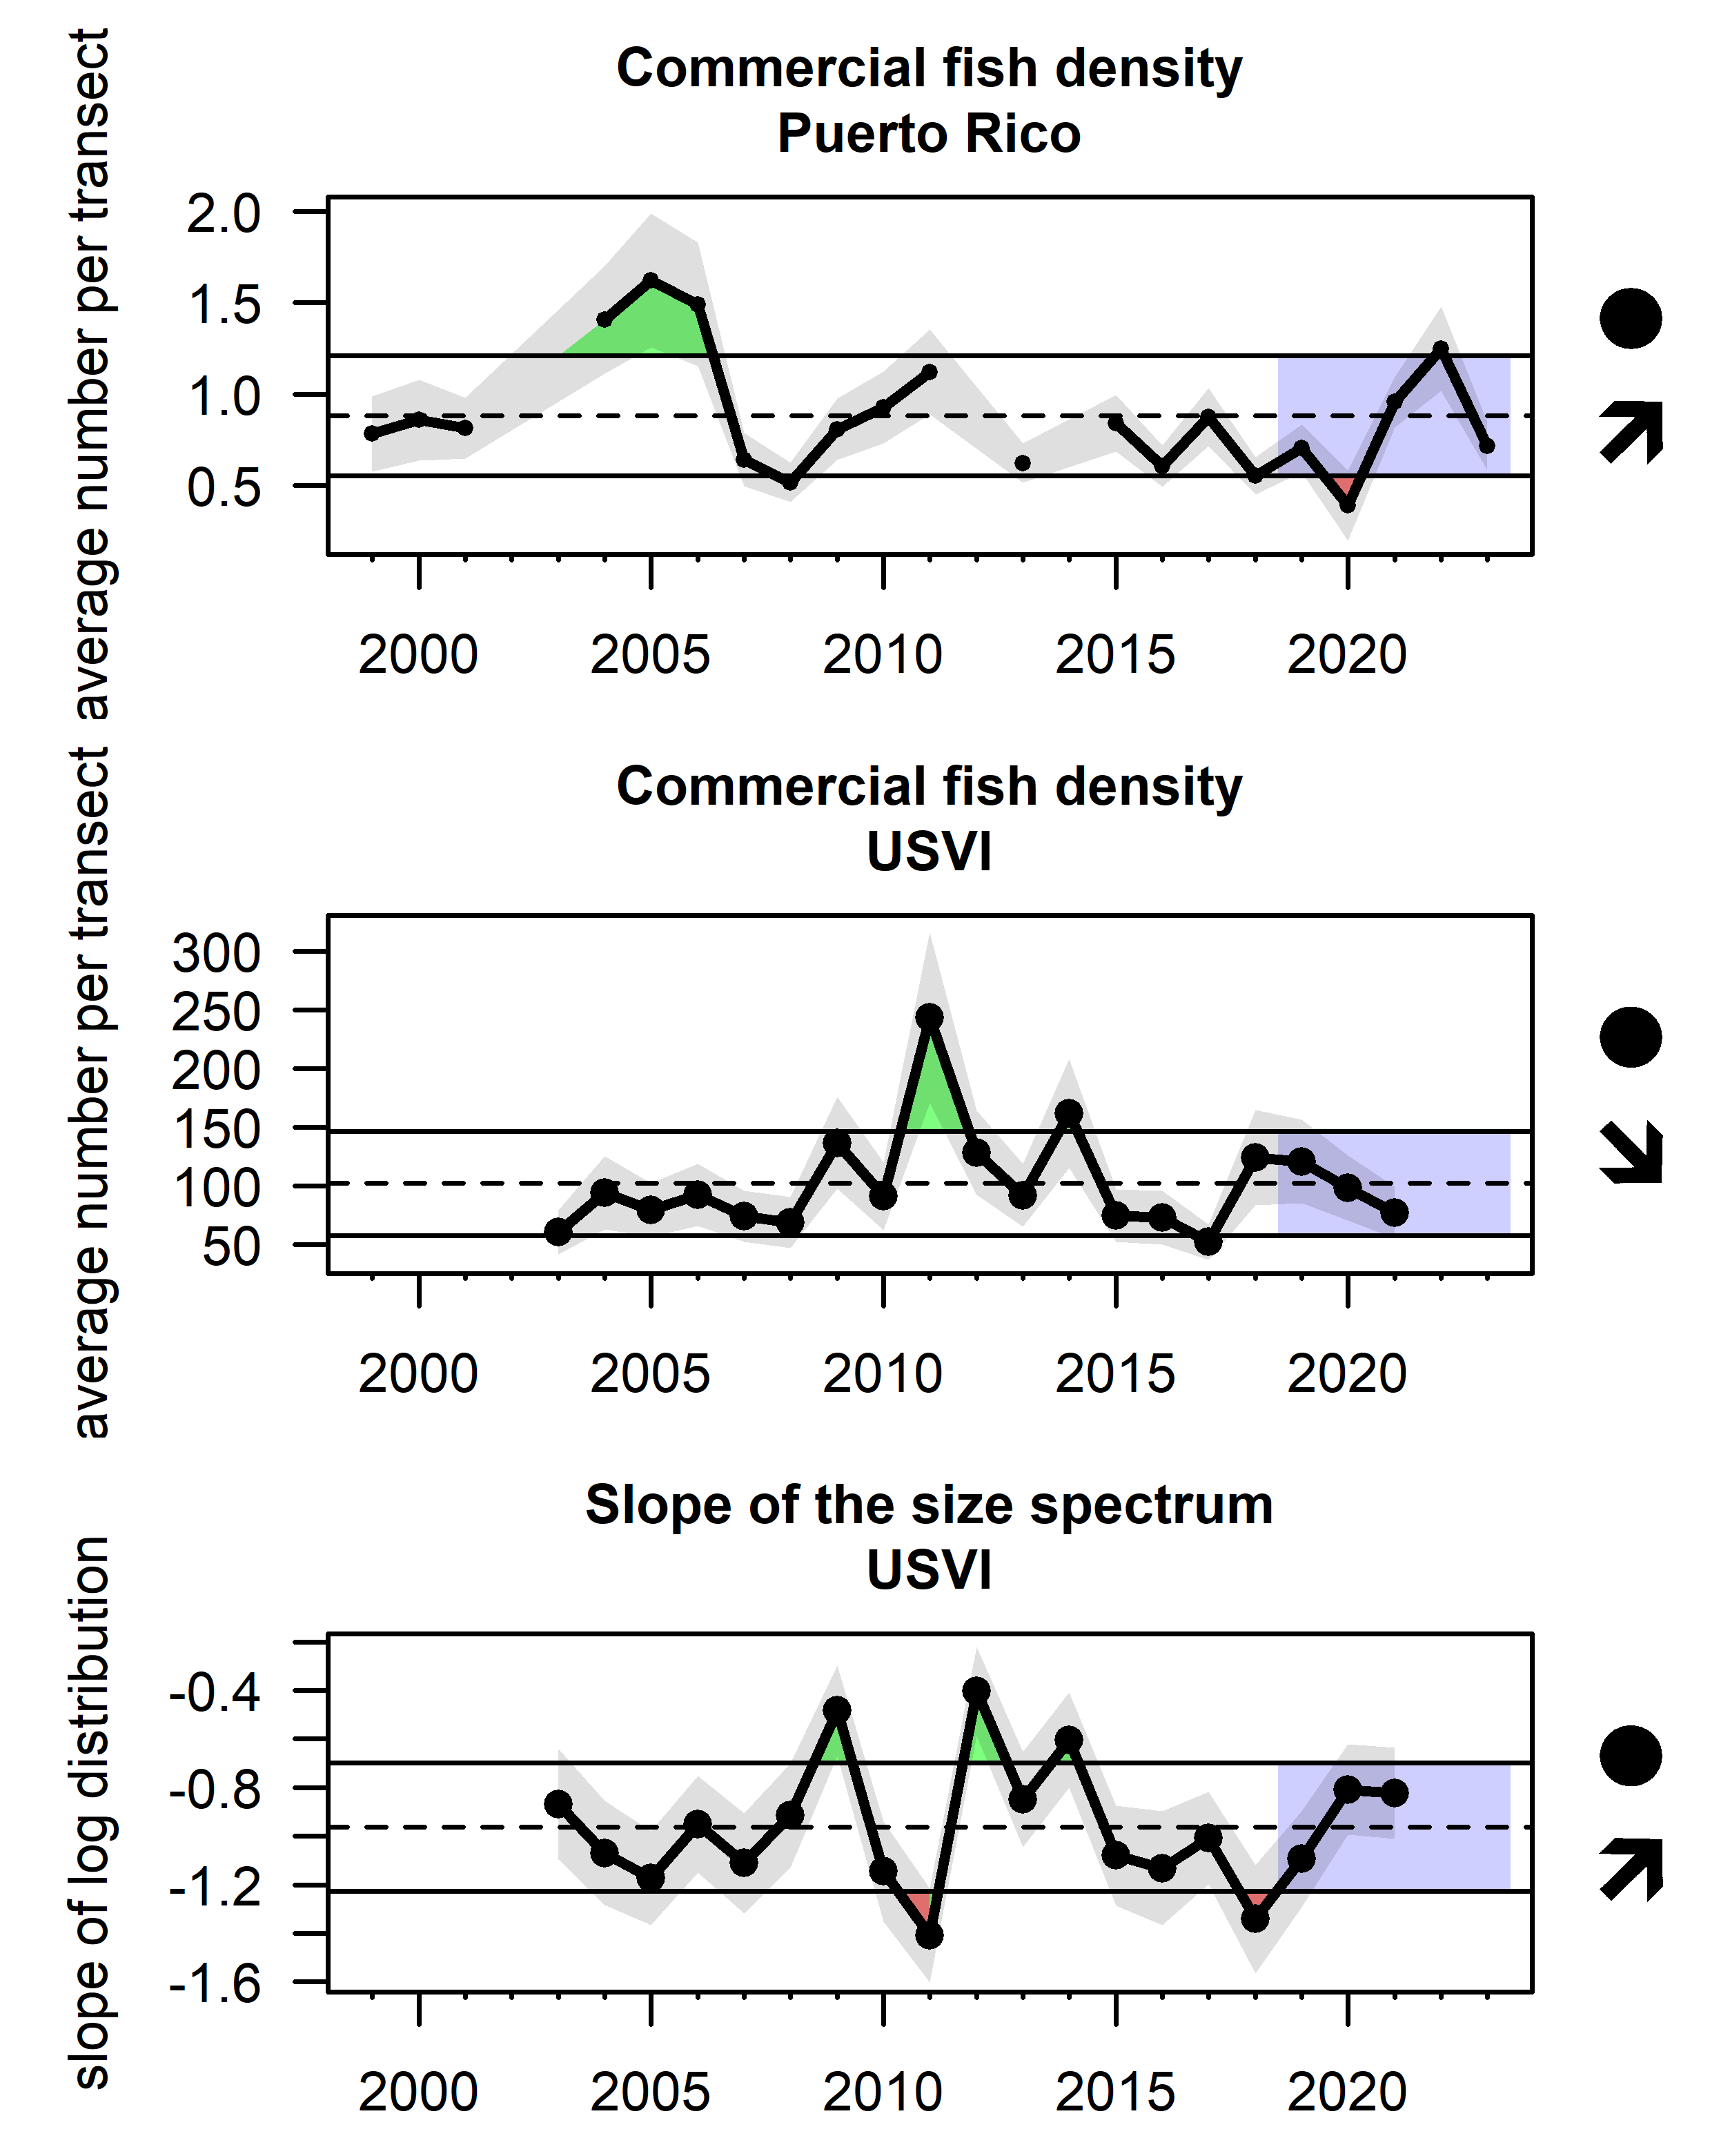 Commercial fish density
Puerto Rico
average number per transect
2.0
1.5
1.0
0.5
2000 2005 2010 2015 2020
Commercial fish density
USVI
average number per transect
300
250
200
150
100
50
2000 2005 2010 2015 2020
Slope of the size spectrum
USVI
slope of log distribution
-0.4
-0.8
-1.2
-1.6
2000 2005 2010 2015 2020